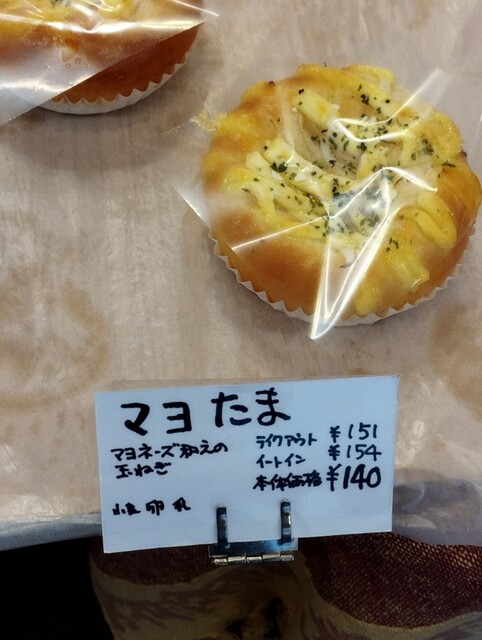 マヨたま
マヨネーズ和えの
玉ねぎ
小麦 卵 乳
テイクアウト ¥151
イートイン ¥154
本体価格 ¥140